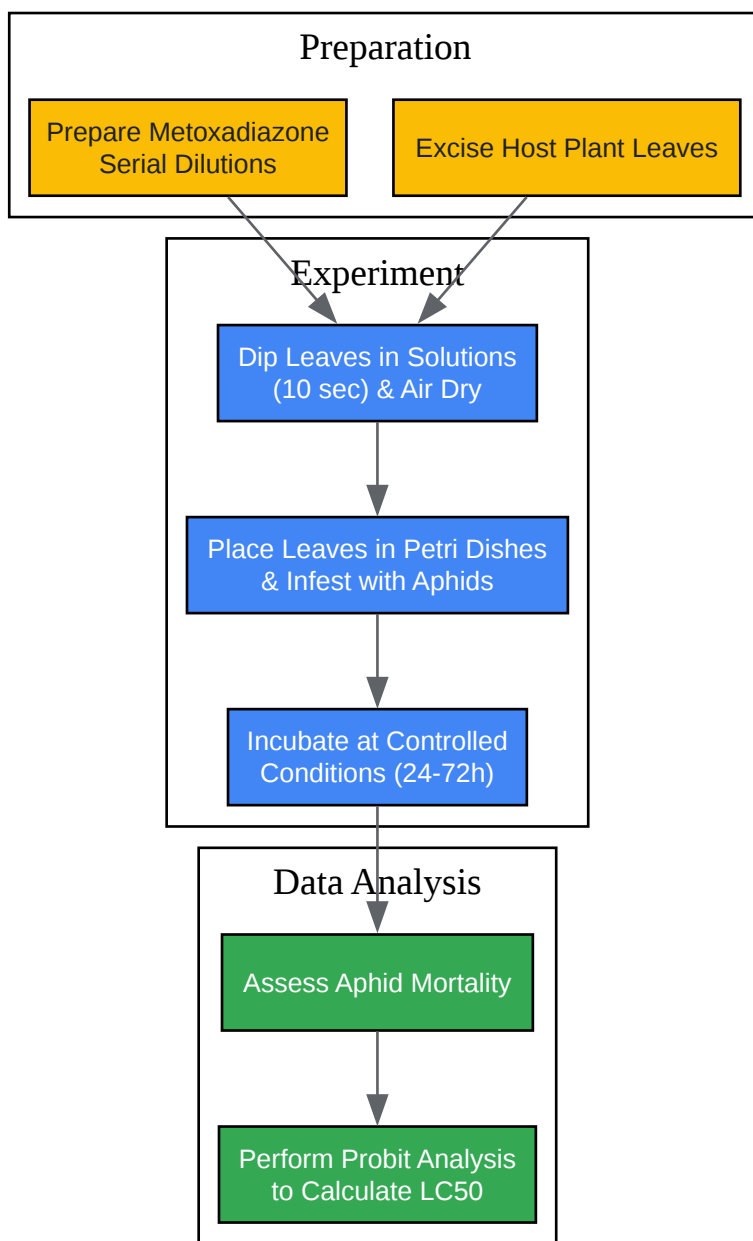 Preparation
Prepare Metoxadiazone
Serial Dilutions
Excise Host Plant Leaves
Experiment
Dip Leaves in Solutions
(10 sec) & Air Dry
Place Leaves in Petri Dishes
& Infest with Aphids
Incubate at Controlled
Conditions (24-72h)
Data Analysis
Assess Aphid Mortality
Perform Probit Analysis
to Calculate LC50